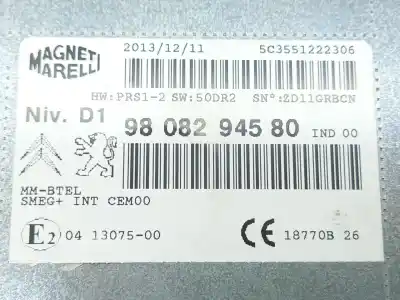 MAGNETI
MARELLI
2013/12/11
5C3551222306
HW:PRS1-2 SW:50DR2 SN°:ZD11GRBCN
Niv. D1
98 082 945 80 IND 00
MM-BTEL
SMEG+ INT CEM00
E2 04 13075-00
CE 18770B 26